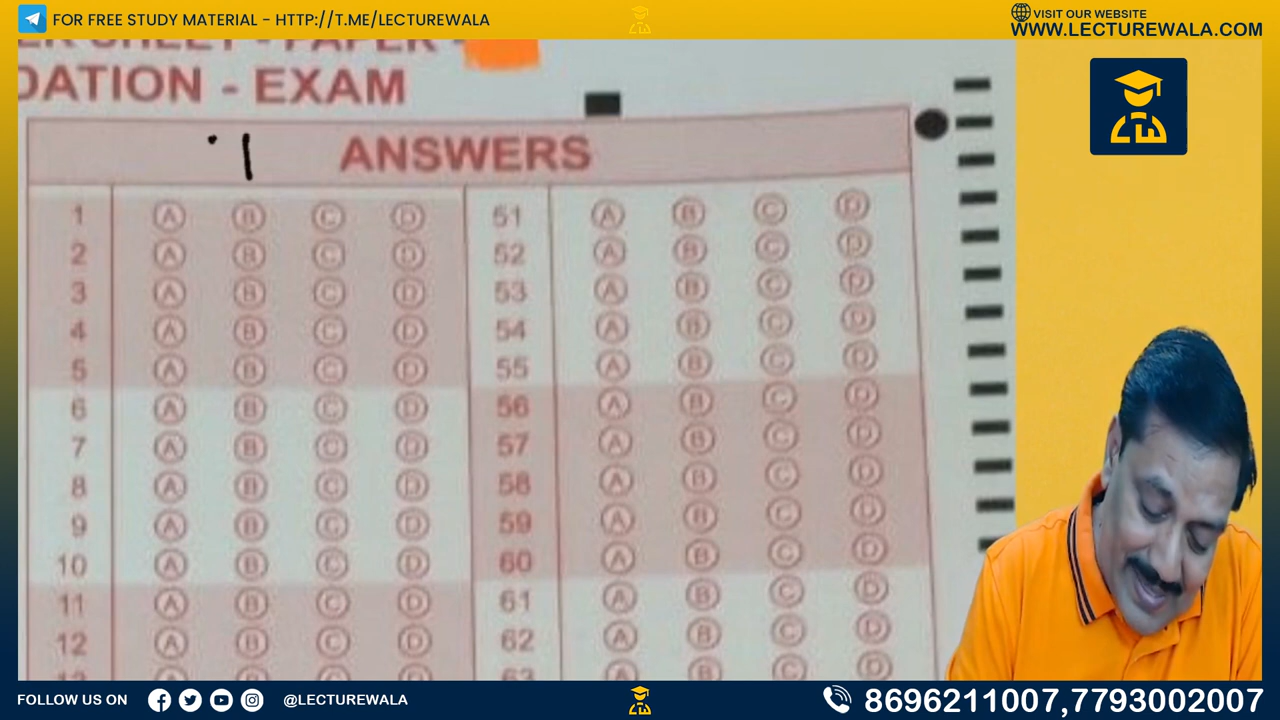 FOR FREE STUDY MATERIAL - HTTP://T.ME/LECTUREWALA
VISIT OUR WEBSITE
WWW.LECTUREWALA.COM
SHEET - PAPER -
DATION - EXAM
ANSWERS
1 A B C D 51 A B C D
2 A B C D 52 A B C D
3 A B C D 53 A B C D
4 A B C D 54 A B C D
5 A B C D 55 A B C D
6 A B C D 56 A B C D
7 A B C D 57 A B C D
8 A B C D 58 A B C D
9 A B C D 59 A B C D
10 A B C D 60 A B C D
11 A B C D 61 A B C D
12 A B C D 62 A B C D
FOLLOW US ON
@LECTUREWALA
8696211007,7793002007